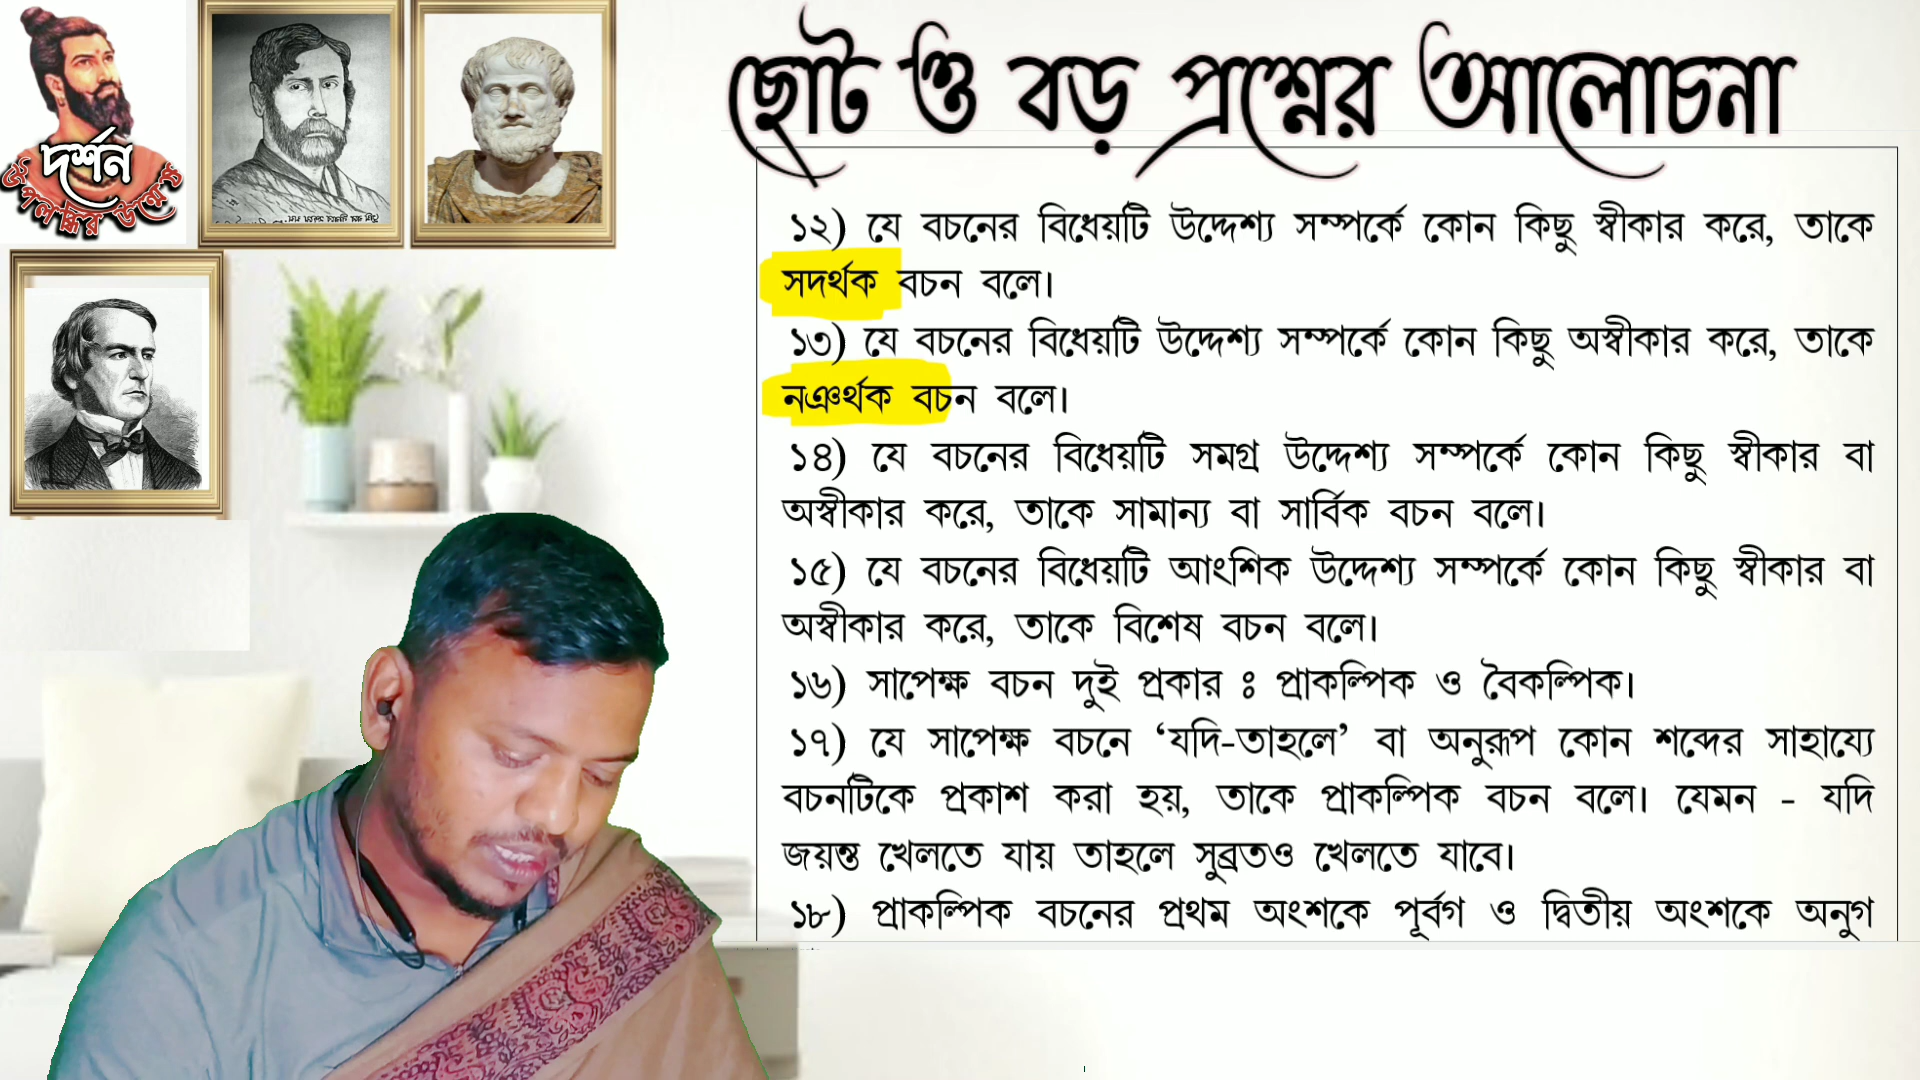 ছোট ও বড় প্রশ্নের আলোচনা
দর্শন
উপলব্ধির উন্মেষ
১২) যে বচনের বিধেয়টি উদ্দেশ্য সম্পর্কে কোন কিছু স্বীকার করে, তাকে
সদর্থক বচন বলে।
১৩) যে বচনের বিধেয়টি উদ্দেশ্য সম্পর্কে কোন কিছু অস্বীকার করে, তাকে
নঞর্থক বচন বলে।
১৪) যে বচনের বিধেয়টি সমগ্র উদ্দেশ্য সম্পর্কে কোন কিছু স্বীকার বা
অস্বীকার করে, তাকে সামান্য বা সার্বিক বচন বলে।
১৫) যে বচনের বিধেয়টি আংশিক উদ্দেশ্য সম্পর্কে কোন কিছু স্বীকার বা
অস্বীকার করে, তাকে বিশেষ বচন বলে।
১৬) সাপেক্ষ বচন দুই প্রকার ঃ প্রাকল্পিক ও বৈকল্পিক।
১৭) যে সাপেক্ষ বচনে ‘যদি-তাহলে’ বা অনুরূপ কোন শব্দের সাহায্যে
বচনটিকে প্রকাশ করা হয়, তাকে প্রাকল্পিক বচন বলে। যেমন - যদি
জয়ন্ত খেলতে যায় তাহলে সুব্রতও খেলতে যাবে।
১৮) প্রাকল্পিক বচনের প্রথম অংশকে পূর্বগ ও দ্বিতীয় অংশকে অনুগ